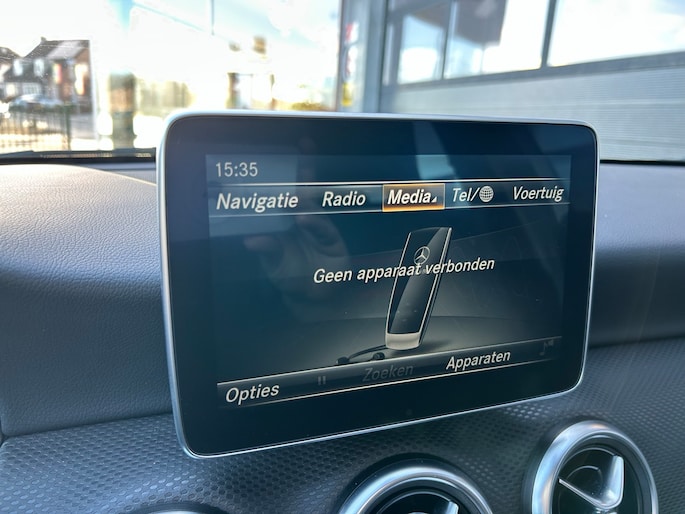 15:35
Navigatie Radio Media Tel/ Voertuig
Geen apparaat verbonden
Opties Zoeken Apparaten